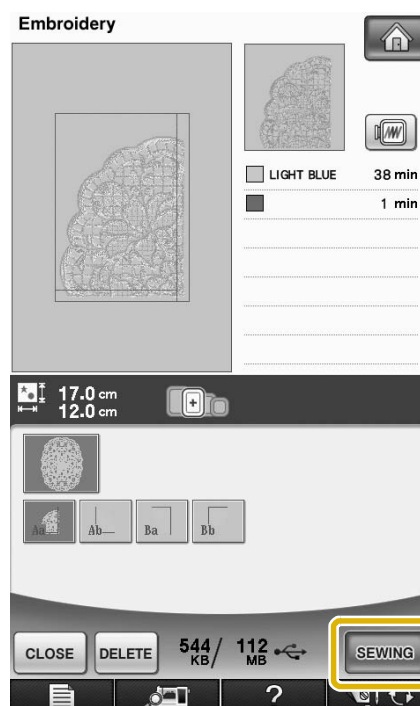 Embroidery
LIGHT BLUE 38 min
1 min
17.0 cm
12.0 cm
Aa Ab Ba Bb
CLOSE DELETE 544 KB/ 112 MB SEWING
?